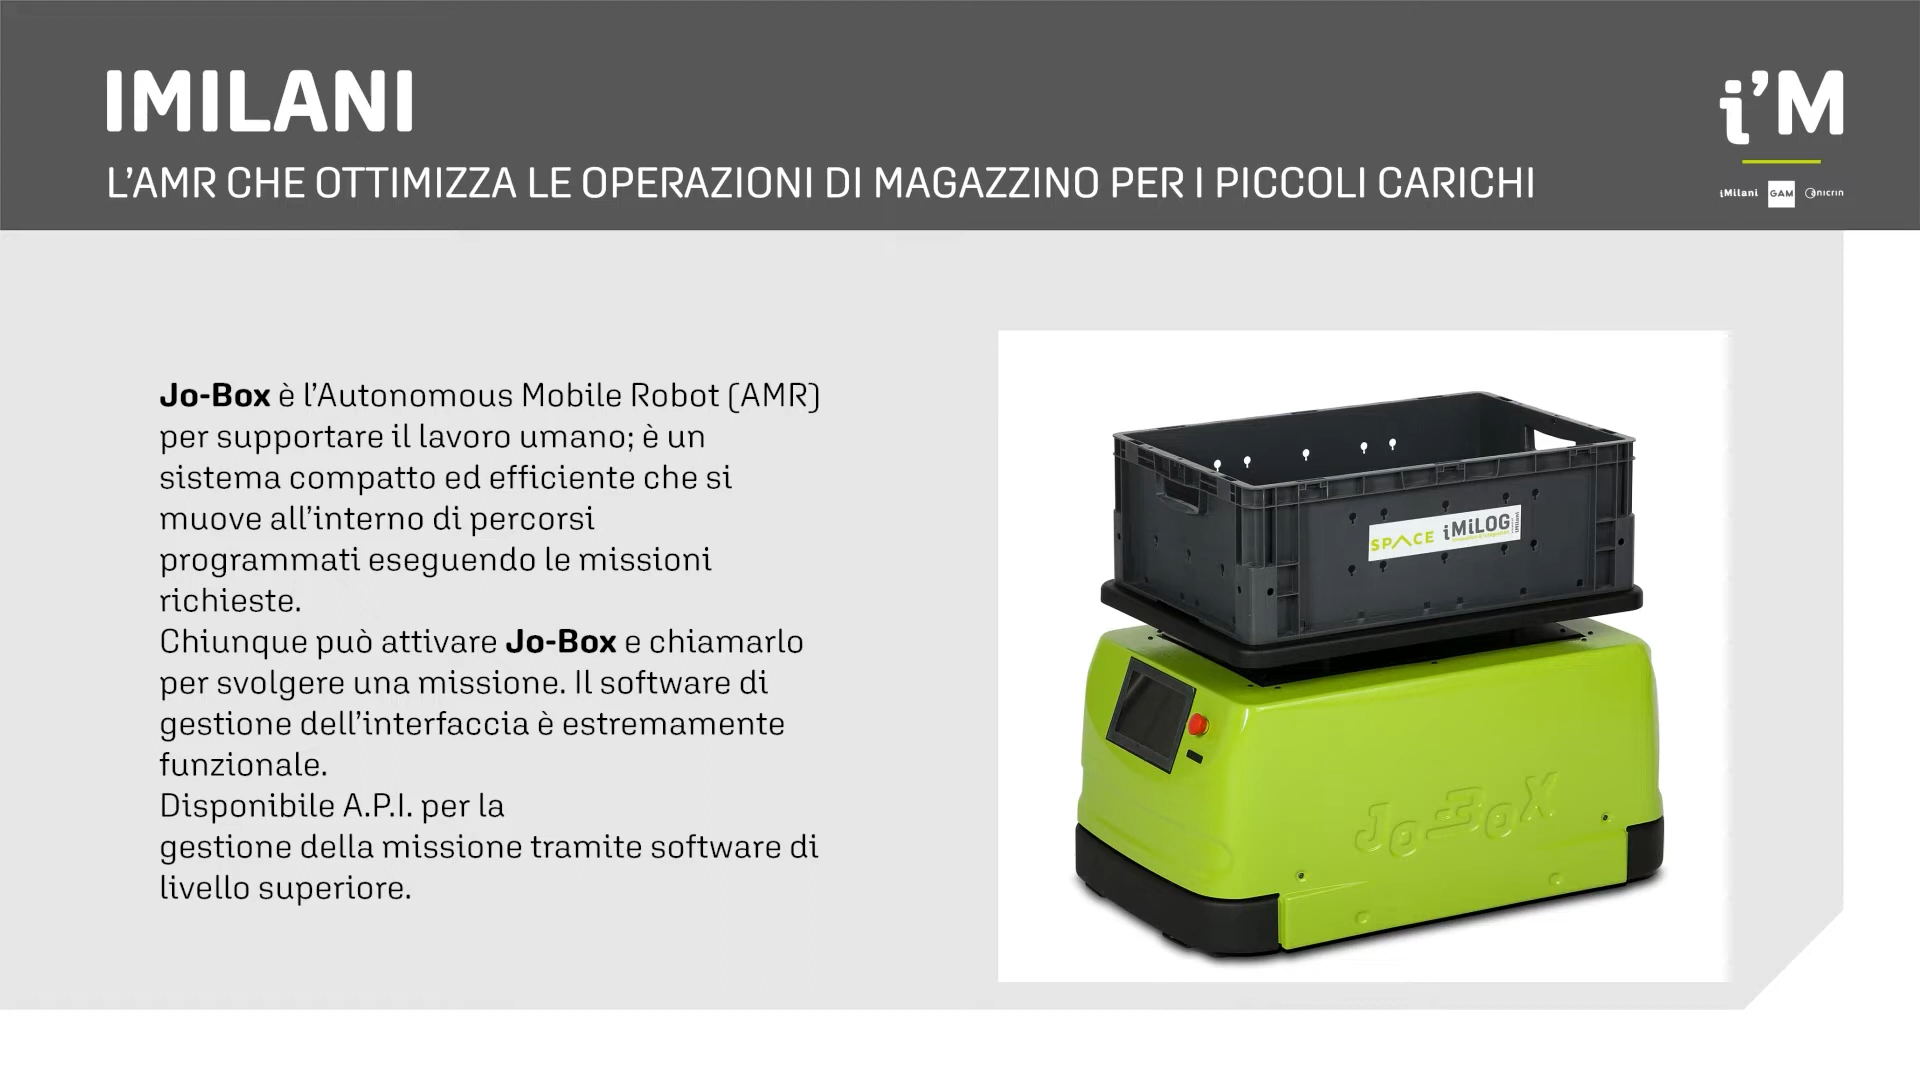 IMILANI
L’AMR CHE OTTIMIZZA LE OPERAZIONI DI MAGAZZINO PER I PICCOLI CARICHI
i’M
iMilani GAM Onicrin
Jo-Box è l’Autonomous Mobile Robot (AMR)
per supportare il lavoro umano; è un
sistema compatto ed efficiente che si
muove all’interno di percorsi
programmati eseguendo le missioni
richieste.
Chiunque può attivare Jo-Box e chiamarlo
per svolgere una missione. Il software di
gestione dell’interfaccia è estremamente
funzionale.
Disponibile A.P.I. per la
gestione della missione tramite software di
livello superiore.
SPACE iMiLOG
JoBoX